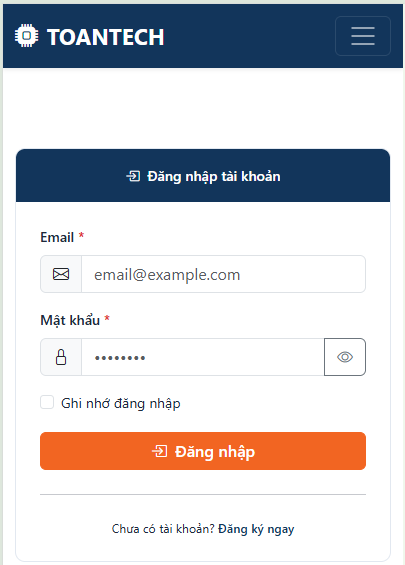 TOANTECH
Đăng nhập tài khoản
Email *
email@example.com
Mật khẩu *
••••••••
Ghi nhớ đăng nhập
Đăng nhập
Chưa có tài khoản? Đăng ký ngay